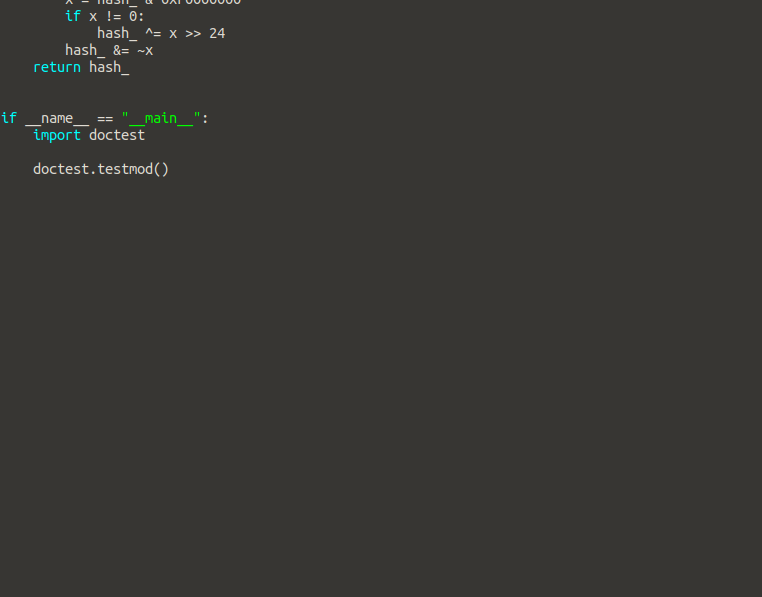 x = hash_ & 0xF0000000
        if x != 0:
            hash_ ^= x >> 24
        hash_ &= ~x
    return hash_


if __name__ == "__main__":
    import doctest

    doctest.testmod()